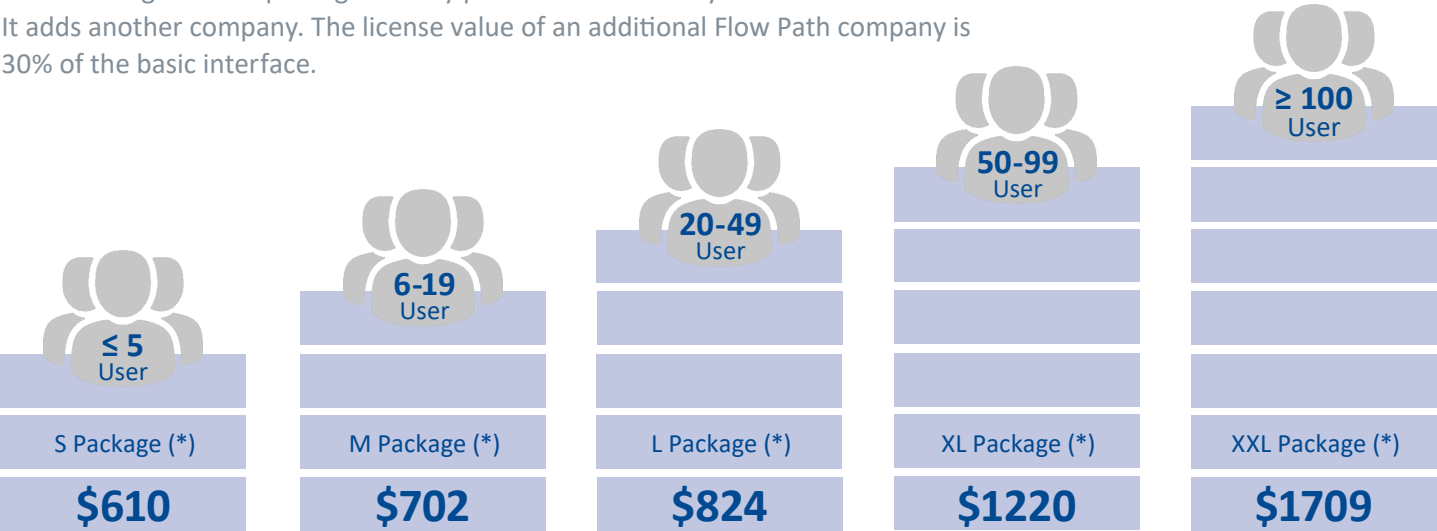 It adds another company. The license value of an additional Flow Path company is
30% of the basic interface.
≤ 5
User
S Package (*)
$610
6-19
User
M Package (*)
$702
20-49
User
L Package (*)
$824
50-99
User
XL Package (*)
$1220
≥ 100
User
XXL Package (*)
$1709